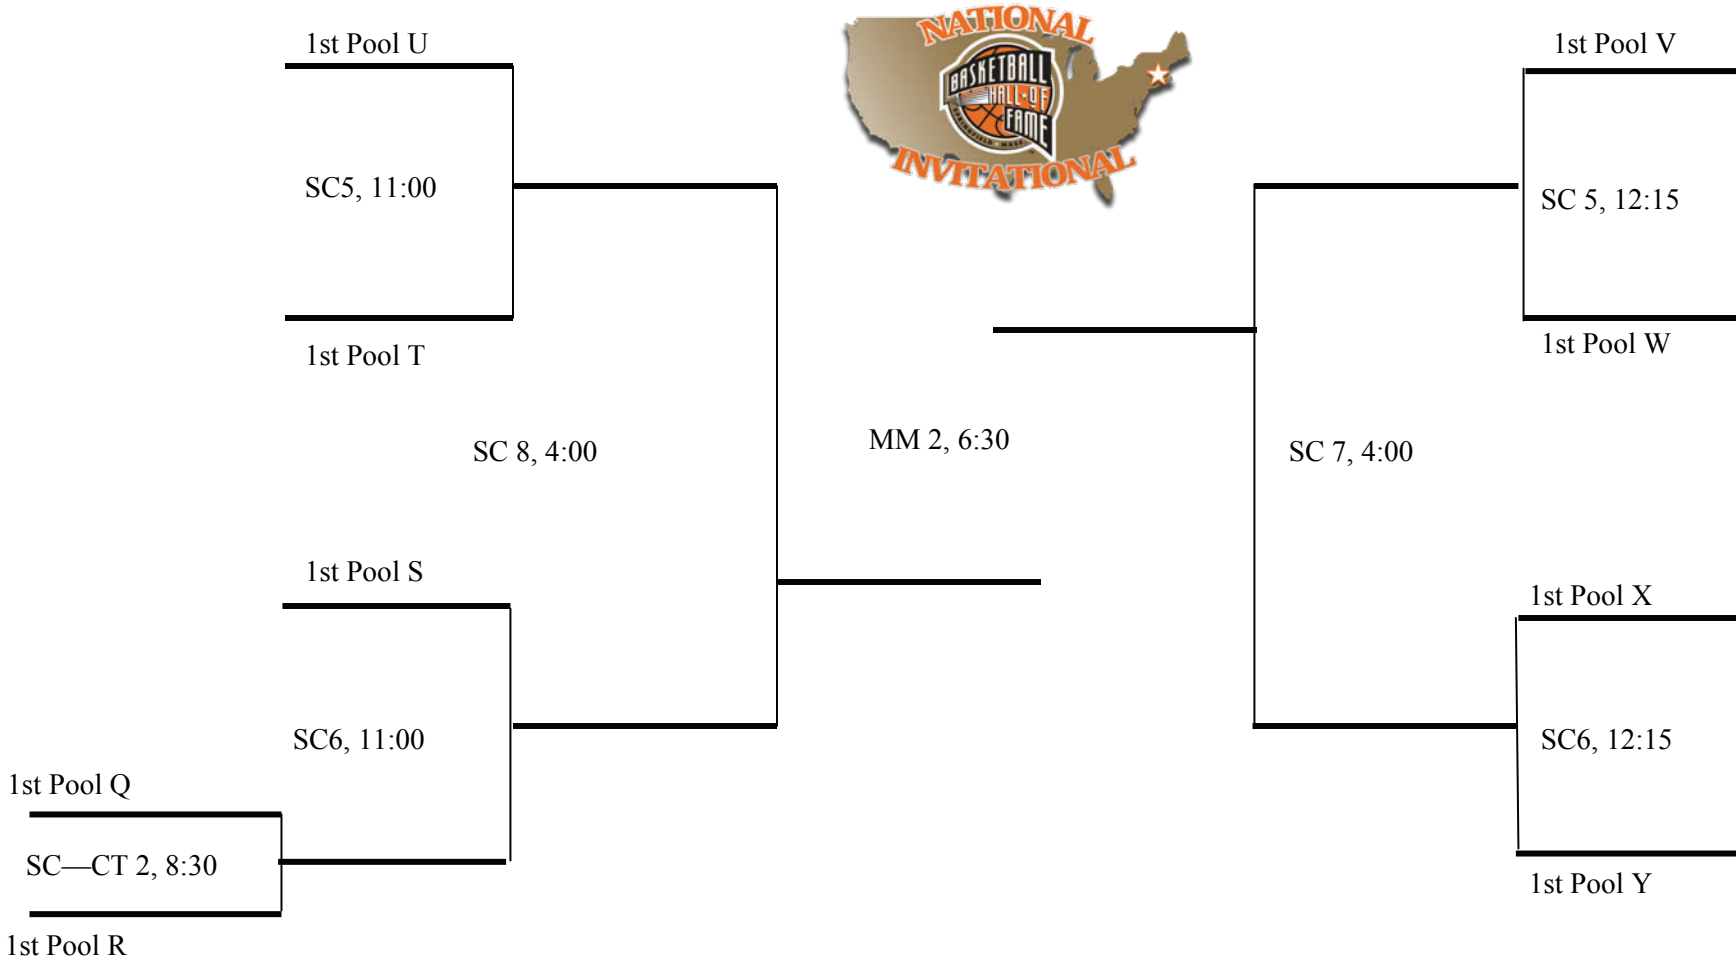 NATIONAL
BASKETBALL
HALL·OF
FAME
INVITATIONAL
1st Pool U
1st Pool V
SC5, 11:00
SC 5, 12:15
1st Pool T
1st Pool W
SC 8, 4:00
MM 2, 6:30
SC 7, 4:00
1st Pool S
1st Pool X
SC6, 11:00
SC6, 12:15
1st Pool Q
SC—CT 2, 8:30
1st Pool Y
1st Pool R